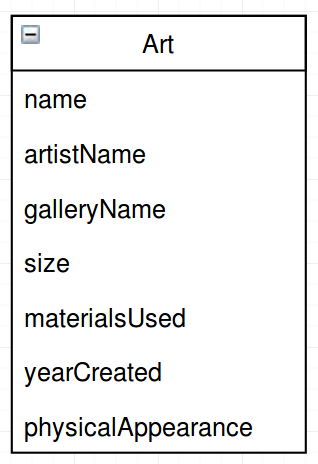 Art
name
artistName
galleryName
size
materialsUsed
yearCreated
physicalAppearance